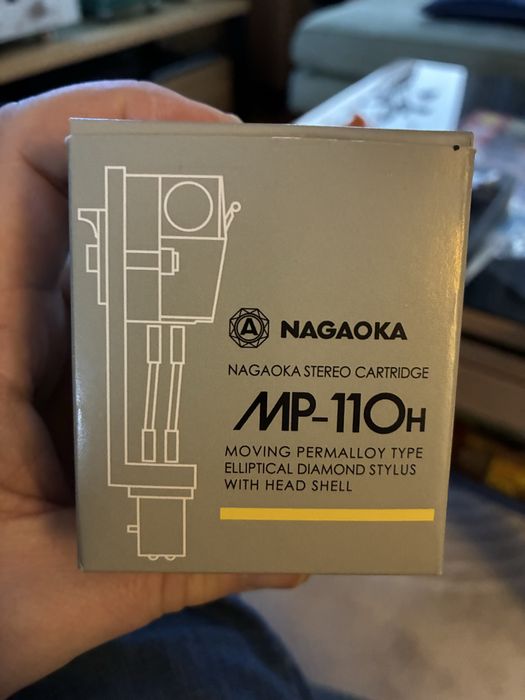 A NAGAOKA
NAGAOKA STEREO CARTRIDGE
MP-110H
MOVING PERMALLOY TYPE
ELLIPTICAL DIAMOND STYLUS
WITH HEAD SHELL